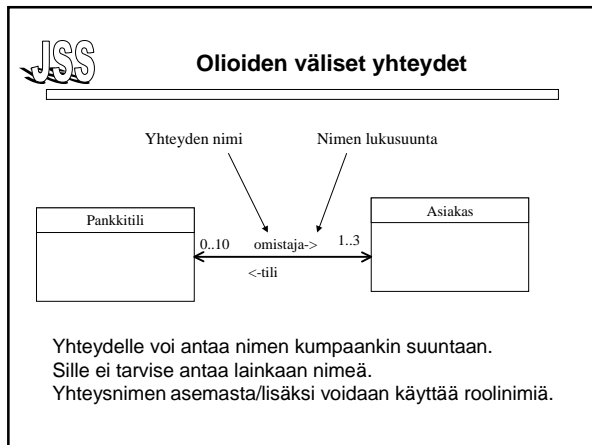 JSS
Olioiden väliset yhteydet
Yhteyden nimi
Nimen lukusuunta
Pankkitili
Asiakas
0..10 omistaja-> 1..3
<-tili
Yhteydelle voi antaa nimen kumpaankin suuntaan.
Sille ei tarvise antaa lainkaan nimeä.
Yhteysnimen asemasta/lisäksi voidaan käyttää roolinimiä.